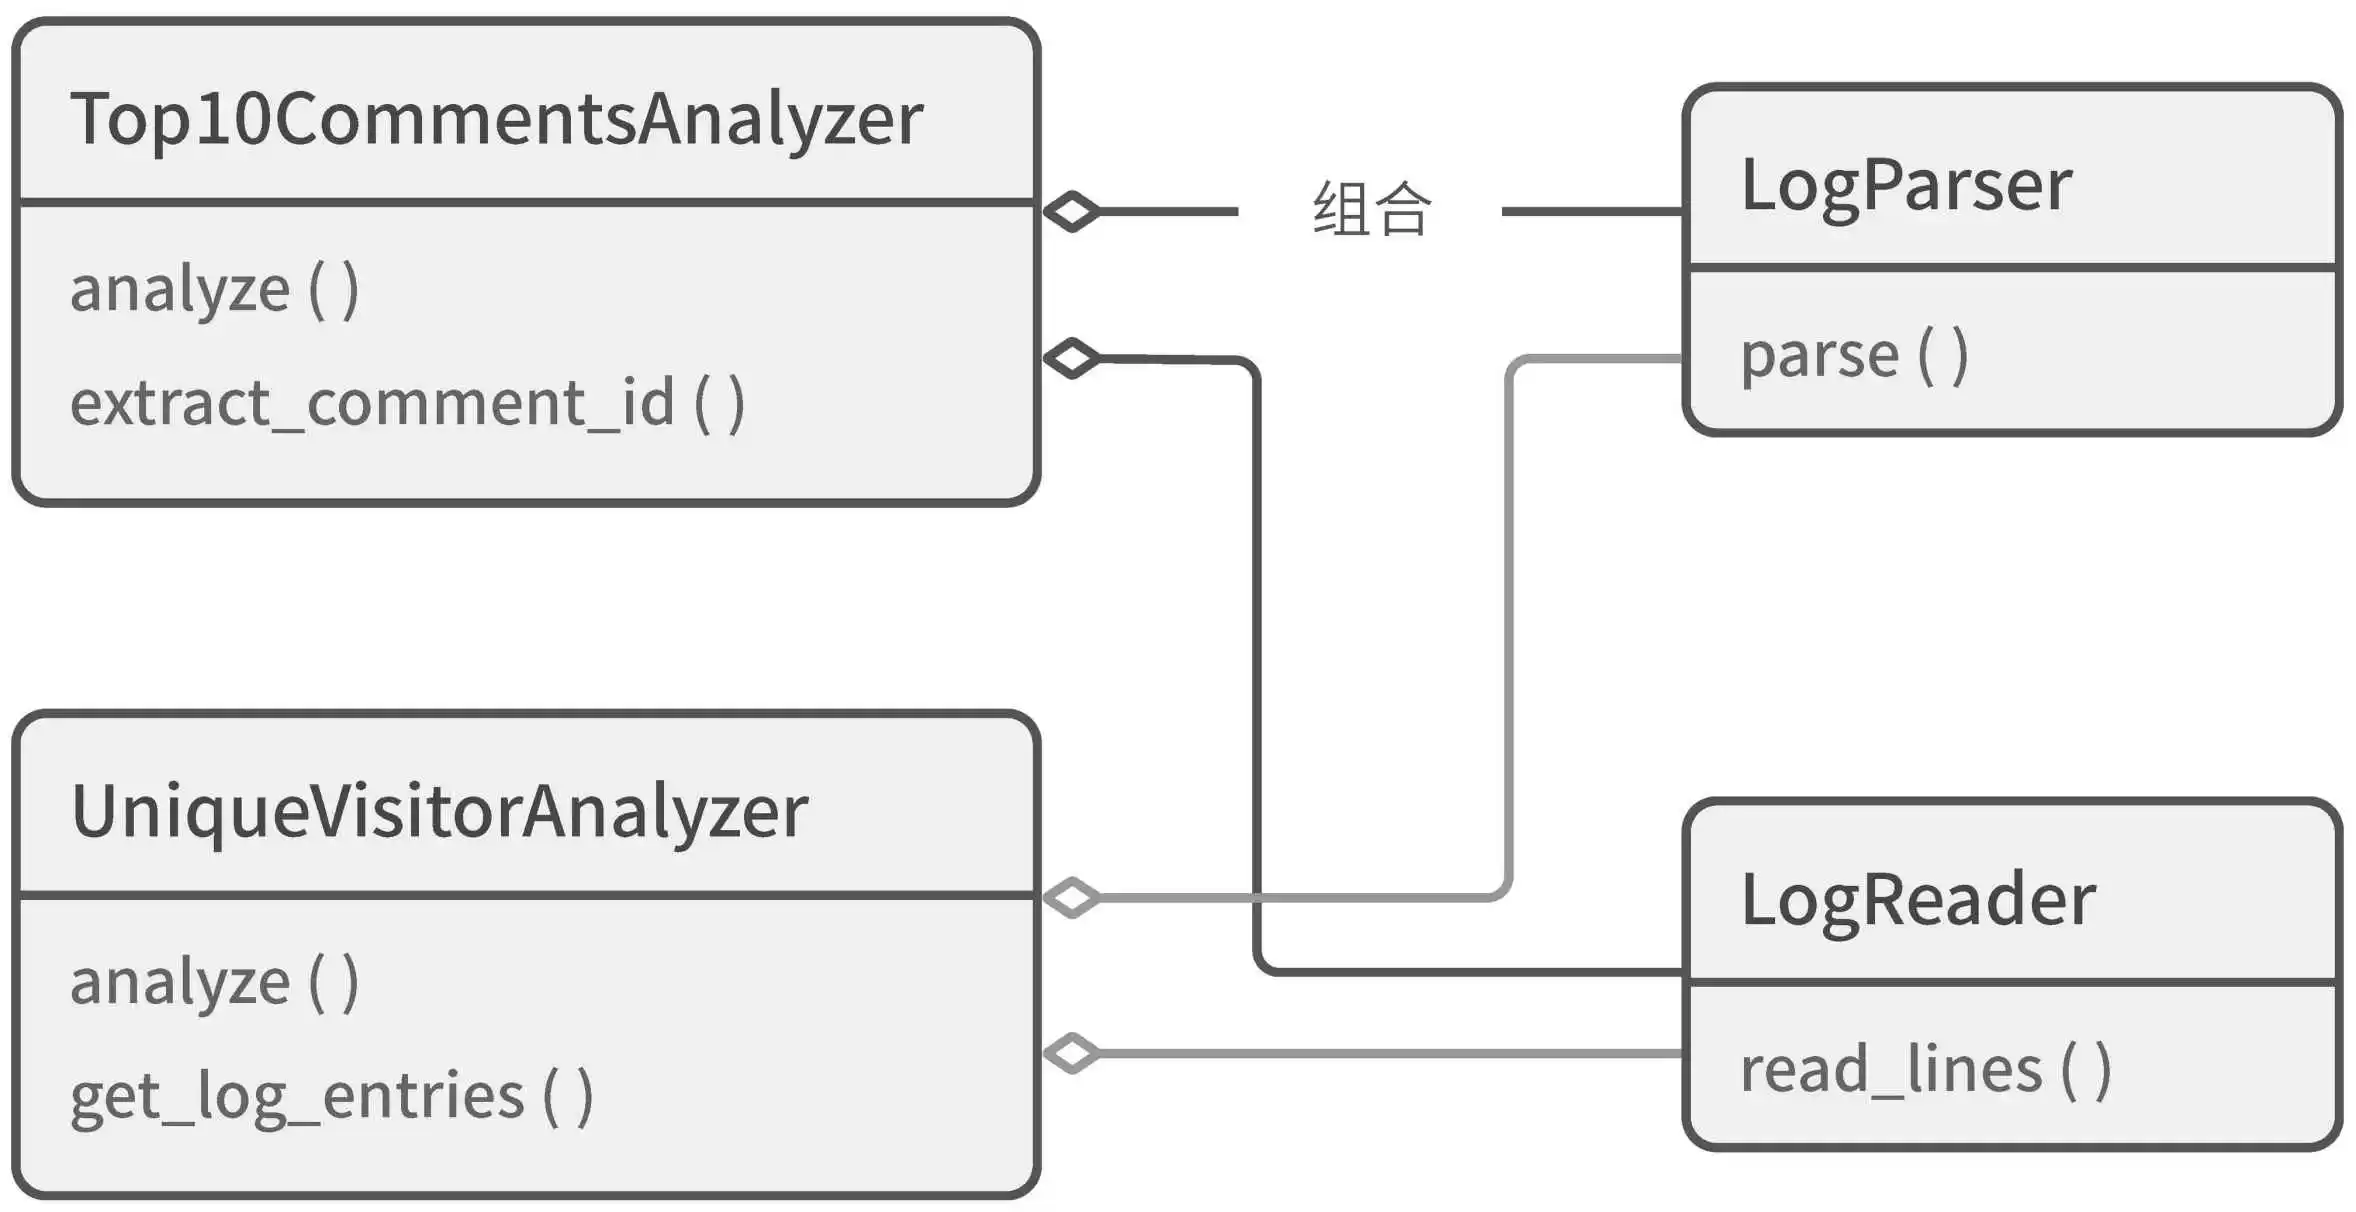 Top10CommentsAnalyzer
analyze ( )
extract_comment_id ( )
组合
LogParser
parse ( )
UniqueVisitorAnalyzer
analyze ( )
get_log_entries ( )
LogReader
read_lines ( )